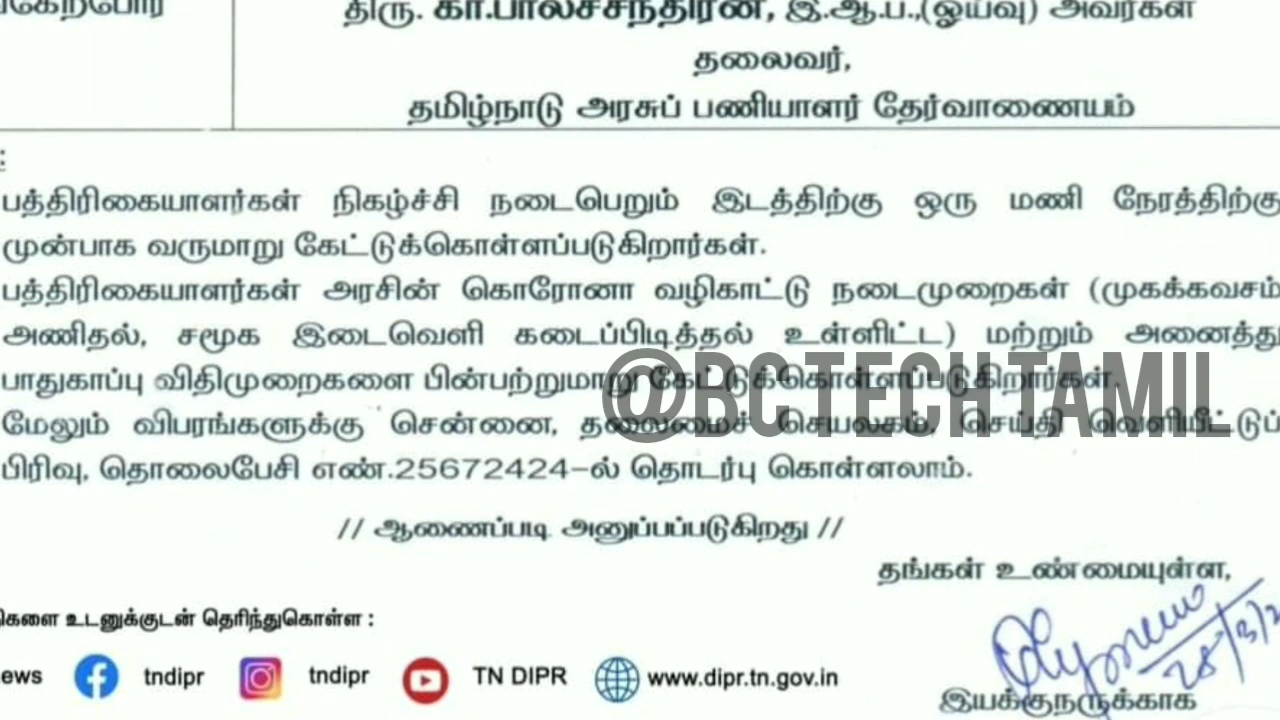 திரு. கா.பாலச்சந்திரன், இ.ஆ.ப.,(ஓய்வு) அவர்கள்
தலைவர்,
தமிழ்நாடு அரசுப் பணியாளர் தேர்வாணையம்
பத்திரிகையாளர்கள் நிகழ்ச்சி நடைபெறும் இடத்திற்கு ஒரு மணி நேரத்திற்கு
முன்பாக வருமாறு கேட்டுக்கொள்ளப்படுகிறார்கள்.
பத்திரிகையாளர்கள் அரசின் கொரோனா வழிகாட்டு நடைமுறைகள் (முகக்கவசம்
அணிதல், சமூக இடைவெளி கடைப்பிடித்தல் உள்ளிட்ட) மற்றும் அனைத்து
பாதுகாப்பு விதிமுறைகளை பின்பற்றுமாறு கேட்டுக்கொள்ளப்படுகிறார்கள்.
@BCTECHTAMIL
மேலும் விபரங்களுக்கு சென்னை, தலைமைச் செயலகம், செய்தி வெளியீட்டுப்
பிரிவு, தொலைபேசி எண்.25672424-ல் தொடர்பு கொள்ளலாம்.
// ஆணைப்படி அனுப்பப்படுகிறது //
தங்கள் உண்மையுள்ள,
உடனுக்குடன் தெரிந்துகொள்ள :
tndipr tndipr TN DIPR www.dipr.tn.gov.in
இயக்குநருக்காக